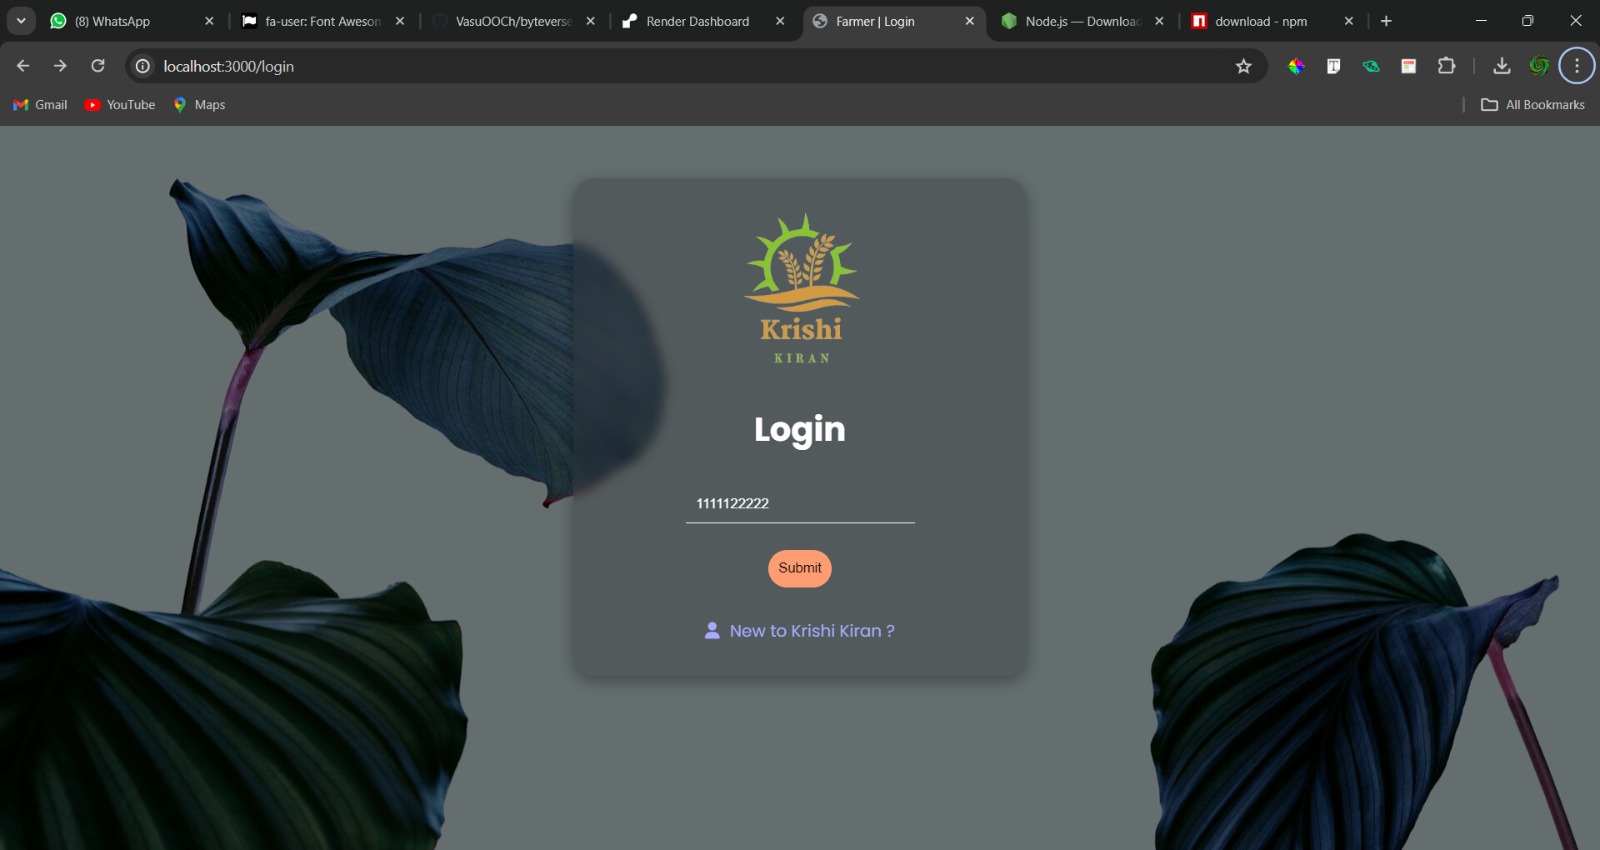 (8) WhatsApp
fa-user: Font Awesom
VasuOOCh/byteverse
Render Dashboard
Farmer | Login
Node.js — Download
download - npm
localhost:3000/login
Gmail
YouTube
Maps
All Bookmarks
Krishi
KIRAN
Login
1111122222
Submit
New to Krishi Kiran ?